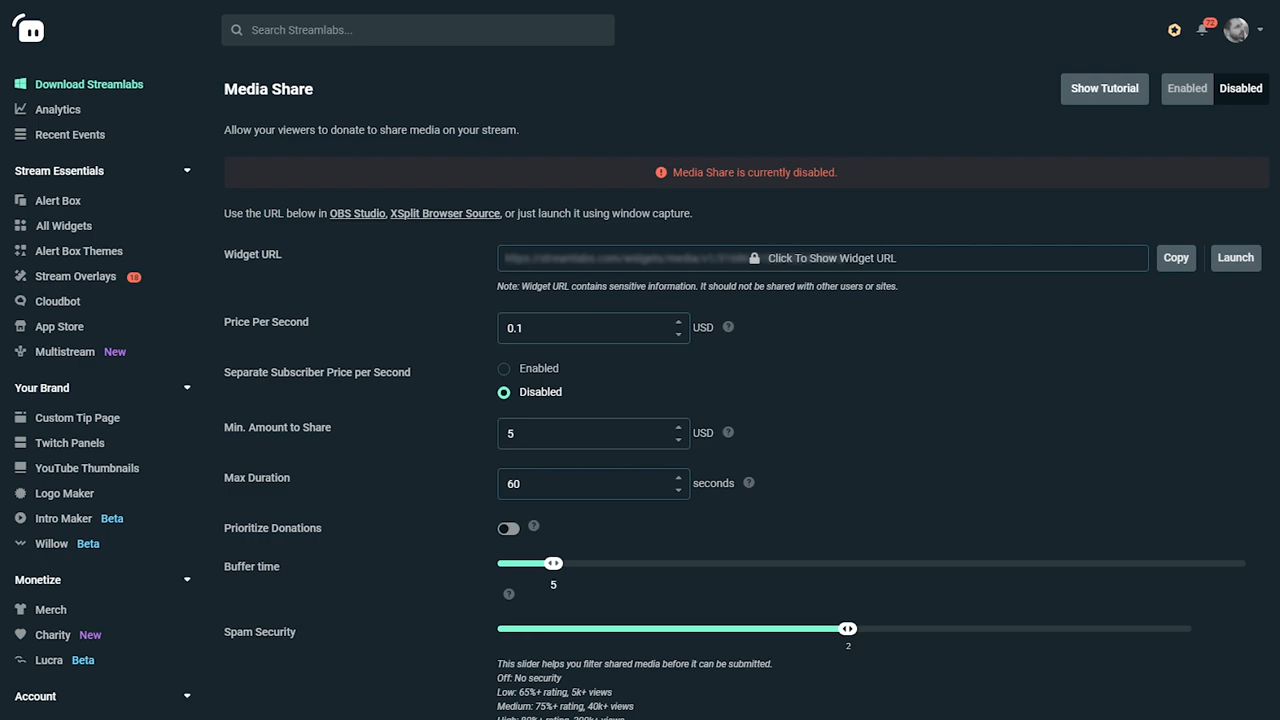 Search Streamlabs...
72
Download Streamlabs
Analytics
Recent Events
Stream Essentials
Alert Box
All Widgets
Alert Box Themes
Stream Overlays 18
Cloudbot
App Store
Multistream New
Your Brand
Custom Tip Page
Twitch Panels
YouTube Thumbnails
Logo Maker
Intro Maker Beta
Willow Beta
Monetize
Merch
Charity New
Lucra Beta
Account
Media Share
Show Tutorial
Enabled Disabled
Allow your viewers to donate to share media on your stream.
Media Share is currently disabled.
Use the URL below in OBS Studio, XSplit Browser Source, or just launch it using window capture.
Widget URL
Click To Show Widget URL
Copy
Launch
Note: Widget URL contains sensitive information. It should not be shared with other users or sites.
Price Per Second
0.1 USD
Separate Subscriber Price per Second
Enabled
Disabled
Min. Amount to Share
5 USD
Max Duration
60 seconds
Prioritize Donations
Buffer time
5
Spam Security
2
This slider helps you filter shared media before it can be submitted.
Off: No security
Low: 65%+ rating, 5k+ views
Medium: 75%+ rating, 40k+ views